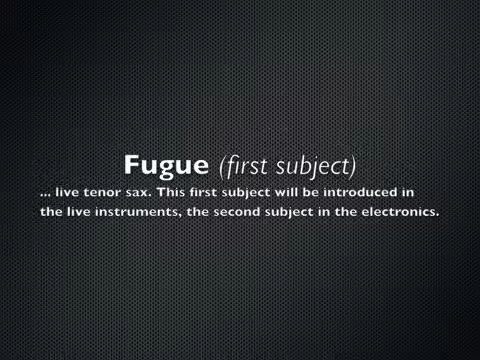 Fugue (first subject)
... live tenor sax. This first subject will be introduced in
the live instruments, the second subject in the electronics.